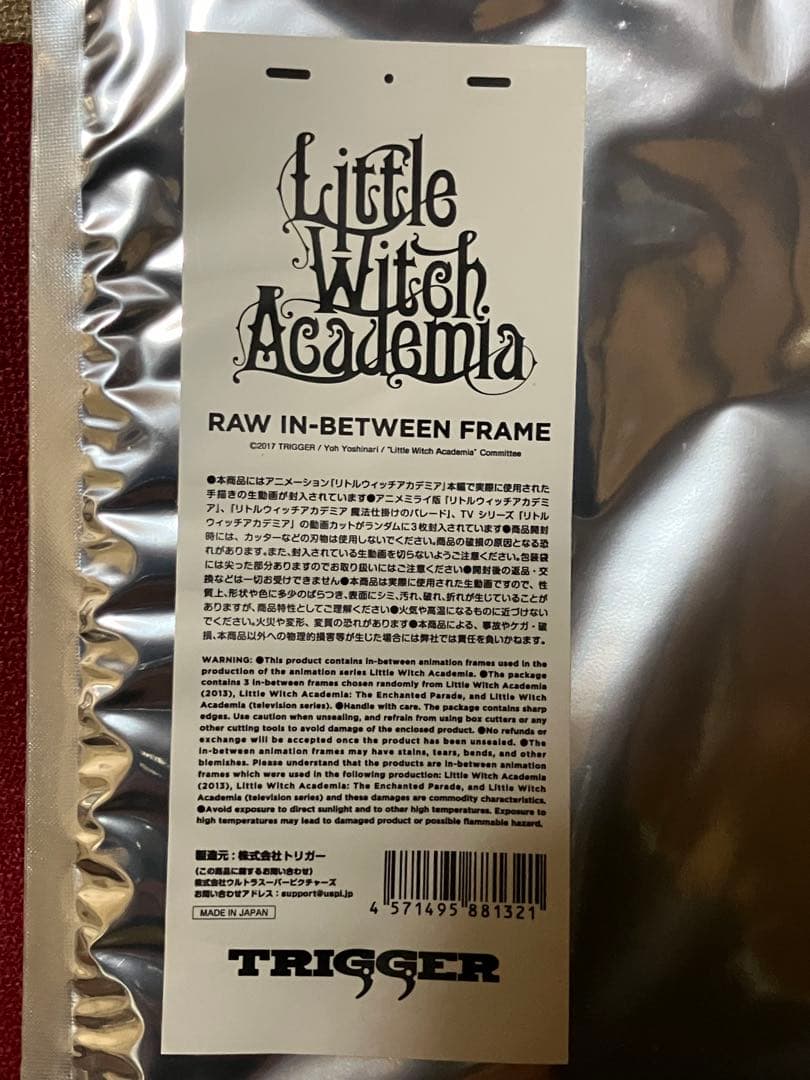 Little
Witch
Academia
RAW IN-BETWEEN FRAME
©2017 TRIGGER / Yoh Yoshinari / "Little Witch Academia" Committee
●本商品にはアニメーション「リトルウィッチアカデミア」本編で実際に使用された
手描きの生動画が封入されています●アニメミライ版「リトルウィッチアカデミ
ア」、「リトルウィッチアカデミア 魔法仕掛けのパレード」、TV シリーズ「リトル
ウィッチアカデミア」の動画カットがランダムに3枚封入されています●商品開封
時には、カッターなどの刃物は使用しないでください。商品の破損の原因となる恐
れがあります。また、封入されている生動画を切らないようご注意ください。包装袋
には尖った部分ありますのでお取り扱いにはご注意ください●開封後の返品・交
換などは一切お受けできません●本商品は実際に使用された生動画ですので、性
質上、形状や色に多少のばらつき、表面にシミ、汚れ、破れ、折れが生じていることが
ありますが、商品特性としてご理解ください●火気や高温になるものに近づけない
でください。火災や変形、変質の恐れがあります●本商品による、事故やケガ・破
損、本商品以外への物理的損害等が生じた場合には弊社では責任を負いかねます。
WARNING: ●This product contains in-between animation frames used in the
production of the animation series Little Witch Academia. ●The package
contains 3 in-between frames chosen randomly from Little Witch Academia
(2013), Little Witch Academia: The Enchanted Parade, and Little Witch
Academia (television series). ●Handle with care. The package contains sharp
edges. Use caution when unsealing, and refrain from using box cutters or any
other cutting tools to avoid damage of the enclosed product. ●No refunds or
exchange will be accepted once the product has been unsealed. ●The
in-between animation frames may have stains, tears, bends, and other
blemishes. Please understand that the products are in-between animation
frames which were used in the following production: Little Witch Academia
(2013), Little Witch Academia: The Enchanted Parade, and Little Witch
Academia (television series) and these damages are commodity characteristics.
●Avoid exposure to direct sunlight and to other high temperatures. Exposure to
high temperatures may lead to damaged product or possible flammable hazard.
製造元：株式会社トリガー
(この商品に関するお問い合わせ)
株式会社ウルトラスーパーピクチャーズ
お問い合わせアドレス：support@uspi.jp
MADE IN JAPAN
4 571495 881321
TRIGGER